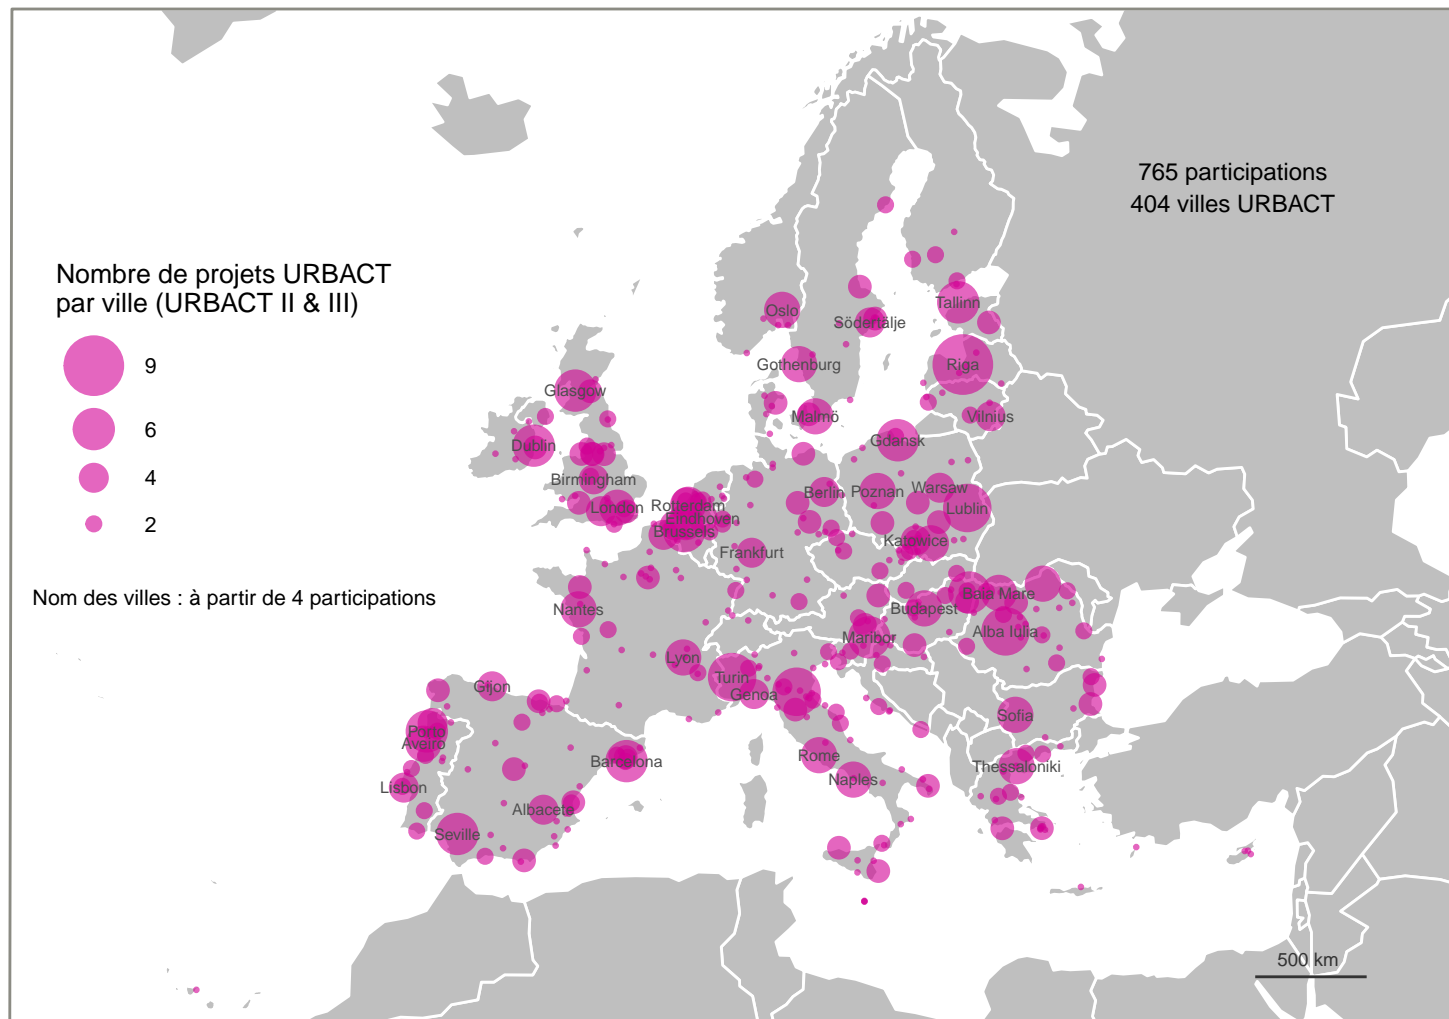 765 participations
404 villes URBACT
Nombre de projets URBACT
par ville (URBACT II & III)
9
6
4
2
Nom des villes : à partir de 4 participations
Oslo
Södertälje
Tallinn
Gothenburg
Riga
Glasgow
Malmö
Vilnius
Dublin
Gdansk
Birmingham
London
Rotterdam
Eindhoven
Brussels
Berlin
Poznan
Warsaw
Lublin
Frankfurt
Katowice
Nantes
Budapest
Baia Mare
Alba Iulia
Maribor
Lyon
Turin
Genoa
Gijon
Porto
Aveiro
Sofia
Barcelona
Rome
Naples
Thessaloniki
Lisbon
Albacete
Seville
500 km